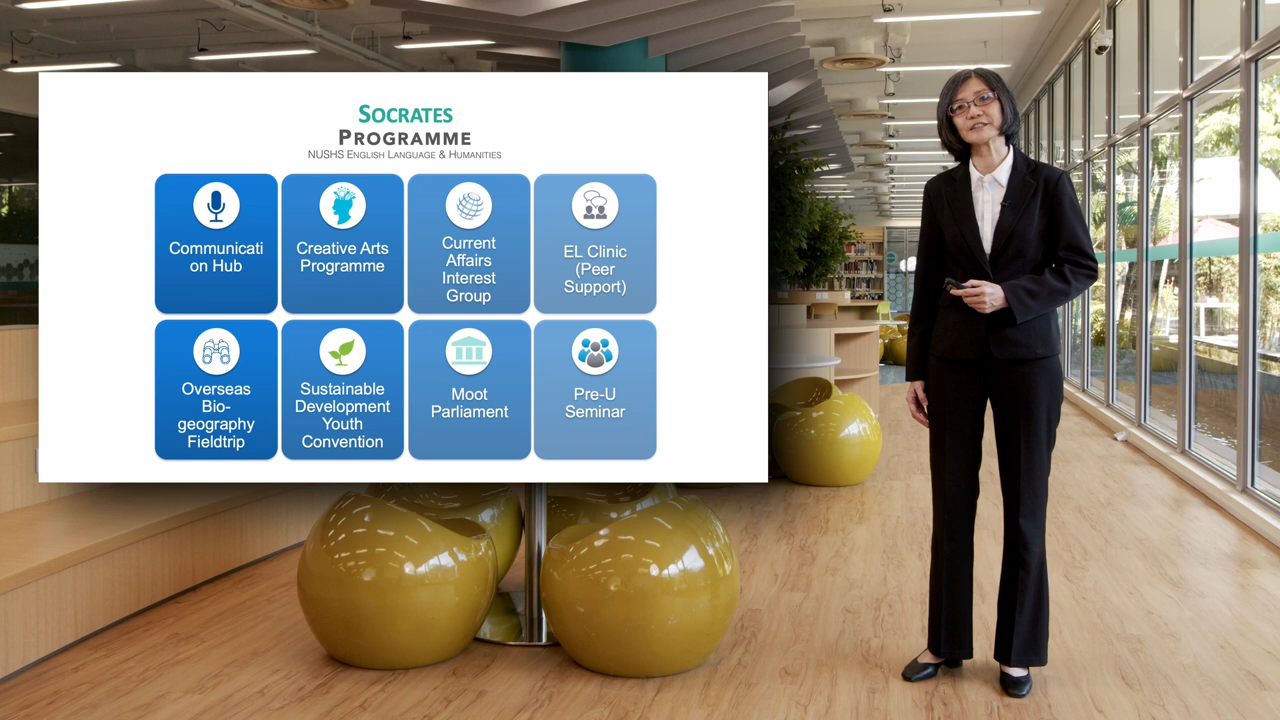 SOCRATES
PROGRAMME
NUSHS ENGLISH LANGUAGE & HUMANITIES
Communicati
on Hub
Creative Arts
Programme
Current
Affairs
Interest
Group
EL Clinic
(Peer
Support)
Overseas
Bio-
geography
Fieldtrip
Sustainable
Development
Youth
Convention
Moot
Parliament
Pre-U
Seminar